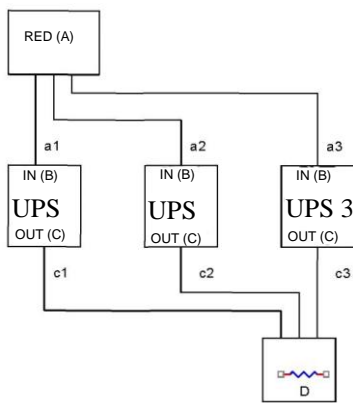 RED (A)
a1
a2
a3
IN (B)
IN (B)
IN (B)
UPS
UPS
UPS 3
OUT (C)
OUT (C)
OUT (C)
c1
c2
c3
D